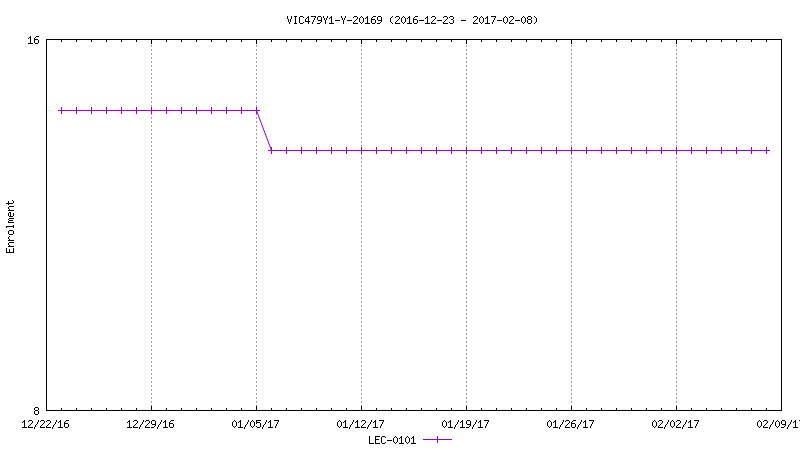 VIC479Y1-Y-20169 (2016-12-23 - 2017-02-08)
16
Enrolment
8
12/22/16 12/29/16 01/05/17 01/12/17 01/19/17 01/26/17 02/02/17 02/09/1
LEC-0101